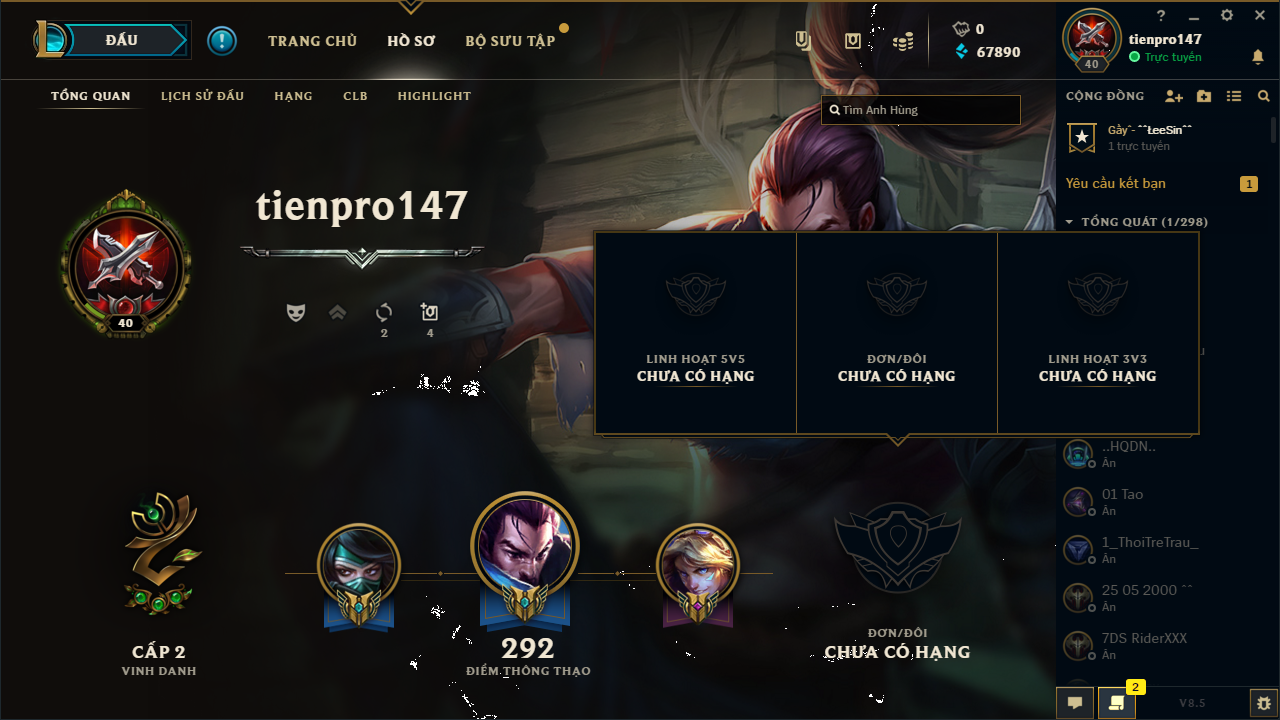 ĐẤU
TRANG CHỦ
HỒ SƠ
BỘ SƯU TẬP
0
67890
40
tienpro147
Trực tuyến
TỔNG QUAN
LỊCH SỬ ĐẤU
HẠNG
CLB
HIGHLIGHT
Tìm Anh Hùng
CỘNG ĐỒNG
Gầy^-^^ŁeeSin^^
1 trực tuyến
Yêu cầu kết bạn
1
TỔNG QUÁT (1/298)
tienpro147
40
2
4
LINH HOẠT 5V5
CHƯA CÓ HẠNG
ĐƠN/ĐÔI
CHƯA CÓ HẠNG
LINH HOẠT 3V3
CHƯA CÓ HẠNG
..HQDN..
Ẩn
01 Tao
Ẩn
1_ThoiTreTrau_
Ẩn
25 05 2000 ^^
Ẩn
7DS RiderXXX
Ẩn
CẤP 2
VINH DANH
292
ĐIỂM THÔNG THẠO
ĐƠN/ĐÔI
CHƯA CÓ HẠNG
2
V8.5